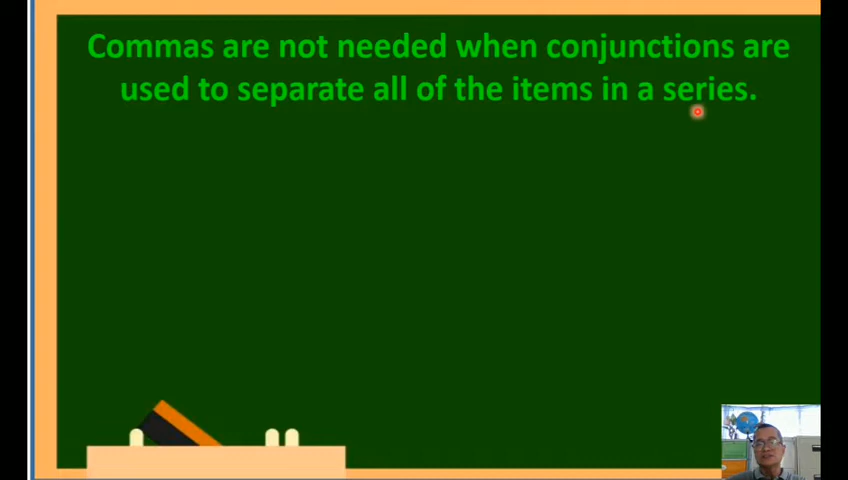 Commas are not needed when conjunctions are
used to separate all of the items in a series.